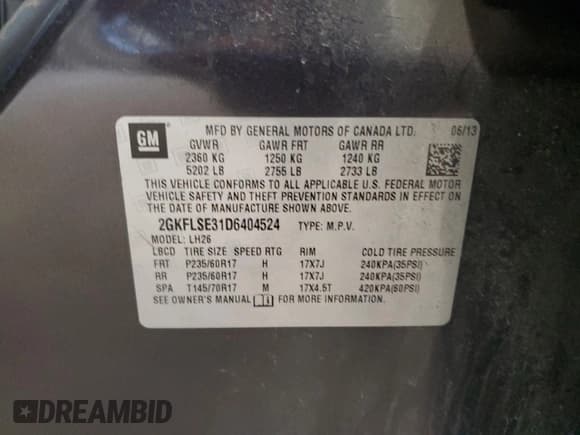 GM
MFD BY GENERAL MOTORS OF CANADA LTD. 06/13
GVWR GAWR FRT GAWR RR
2360 KG 1250 KG 1240 KG
5202 LB 2755 LB 2733 LB
THIS VEHICLE CONFORMS TO ALL APPLICABLE U.S. FEDERAL MOTOR
VEHICLE SAFETY AND THEFT PREVENTION STANDARDS IN EFFECT ON
THE DATE OF MANUFACTURE SHOWN ABOVE.
2GKFLSE31D6404524 TYPE: M.P.V.
MODEL: LH26
LBCD TIRE SIZE SPEED RTG RIM COLD TIRE PRESSURE
FRT P235/60R17 H 17X7J 240KPA(35PSI)
RR P235/60R17 H 17X7J 240KPA(35PSI)
SPA T145/70R17 M 17X4.5T 420KPA(60PSI)
SEE OWNER'S MANUAL FOR MORE INFORMATION.
DREAMBID